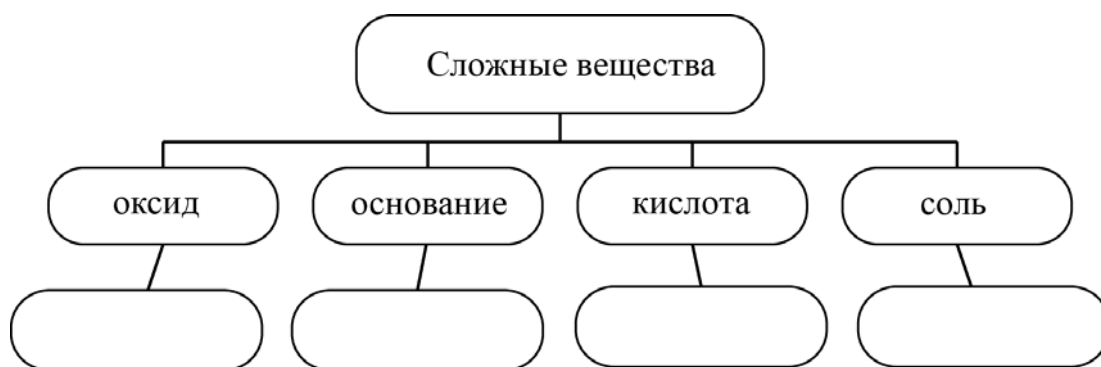 Сложные вещества
оксид
основание
кислота
соль